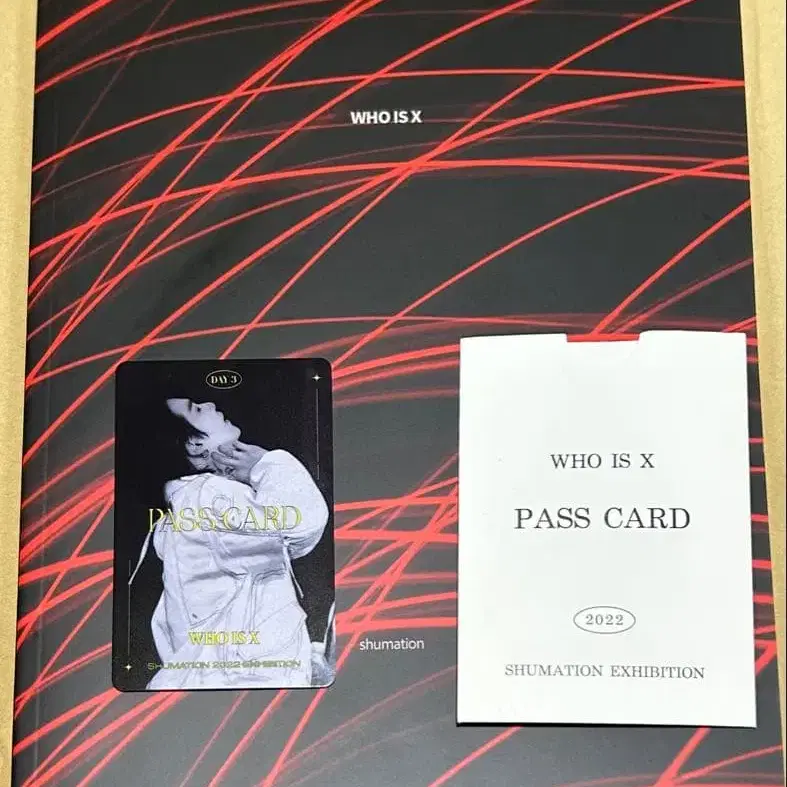 WHO IS X
DAY 3
PASS CARD
WHO IS X
SHUMATION 2022 EXHIBITION
shumation
WHO IS X
PASS CARD
2022
SHUMATION EXHIBITION